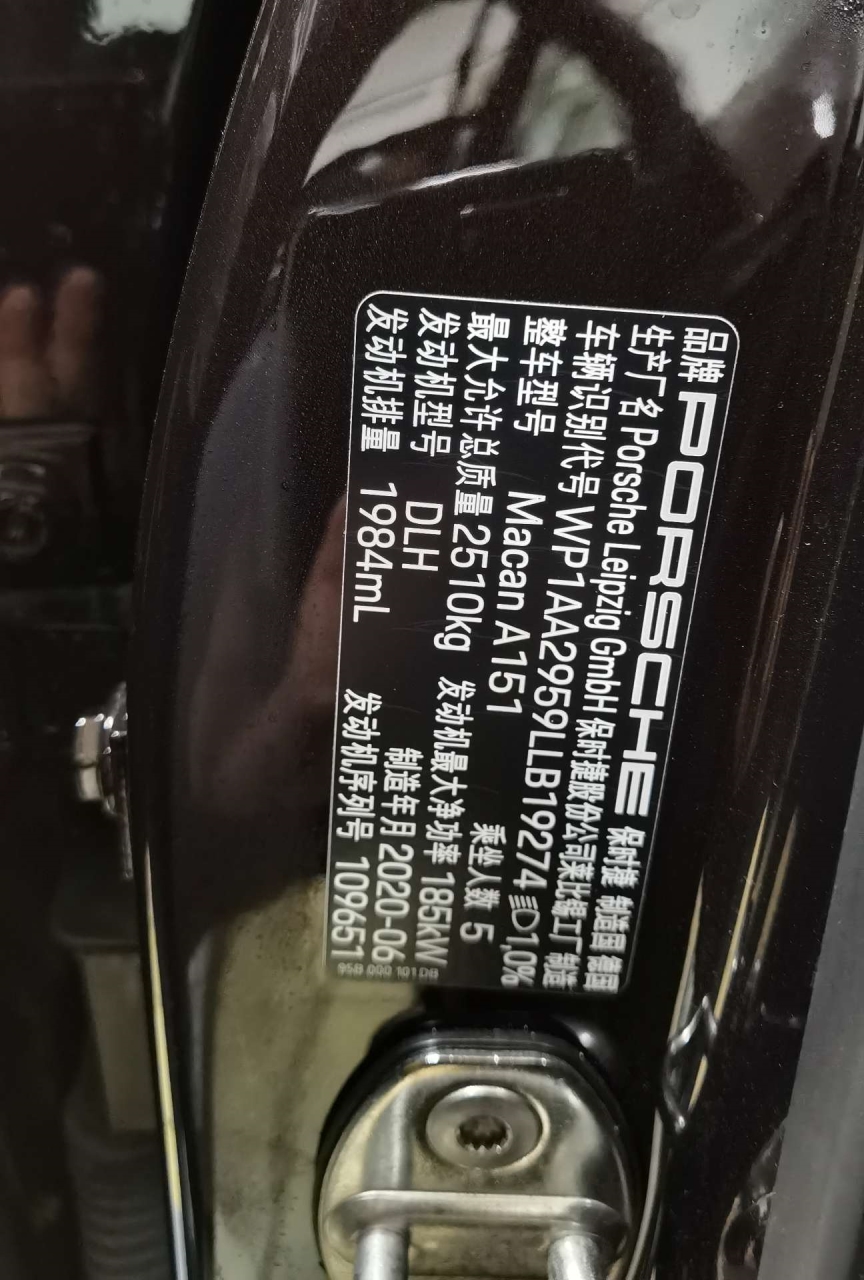 品牌 PORSCHE 保时捷 制造国 德国
生产厂名 Porsche Leipzig GmbH 保时捷股份公司莱比锡工厂 制造
车辆识别代号 WP1AA2959LLB19274 1,0%
整车型号 Macan A151 乘坐人数 5
最大允许总质量 2510kg 发动机最大净功率 185kW
发动机型号 DLH 制造年月 2020-06
发动机排量 1984mL 发动机序列号 109651
95B 000 101 DB